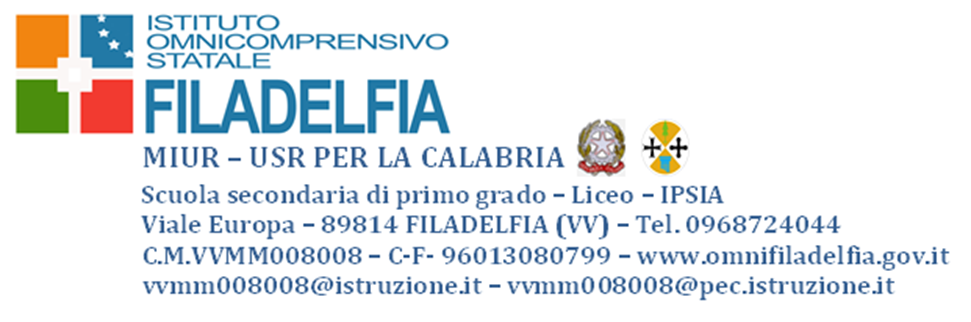 ISTITUTO
OMNICOMPRENSIVO
STATALE
FILADELFIA
MIUR – USR PER LA CALABRIA
Scuola secondaria di primo grado – Liceo – IPSIA
Viale Europa – 89814 FILADELFIA (VV) – Tel. 0968724044
C.M.VVMM008008 – C-F- 96013080799 – www.omnifiladelfia.gov.it
vvmm008008@istruzione.it – vvmm008008@pec.istruzione.it